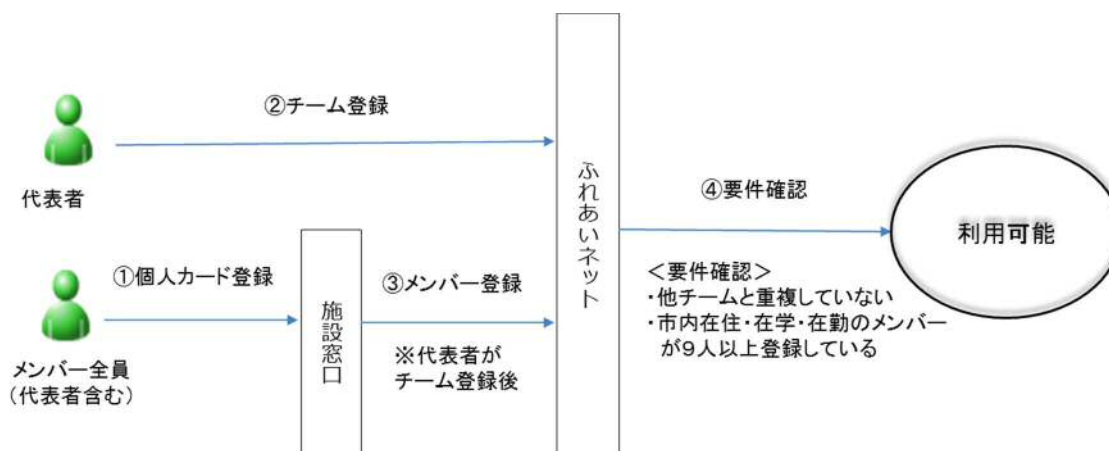 ②チーム登録
代表者
ふれあいネット
④要件確認
利用可能
①個人カード登録
施設窓口
③メンバー登録
※代表者が
チーム登録後
<要件確認>
・他チームと重複していない
・市内在住・在学・在勤のメンバー
が9人以上登録している
メンバー全員
(代表者含む)